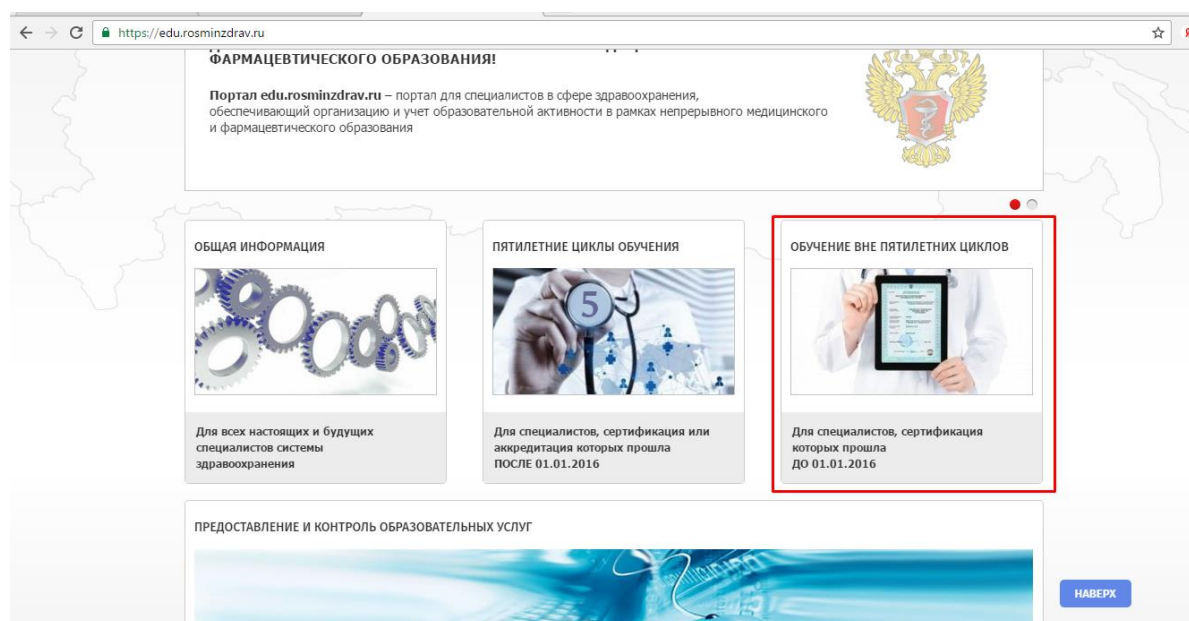 https://edu.rosminzdrav.ru
ФАРМАЦЕВТИЧЕСКОГО ОБРАЗОВАНИЯ!
Портал edu.rosminzdrav.ru – портал для специалистов в сфере здравоохранения,
обеспечивающий организацию и учет образовательной активности в рамках непрерывного медицинского
и фармацевтического образования
ОБЩАЯ ИНФОРМАЦИЯ
Для всех настоящих и будущих
специалистов системы
здравоохранения
ПЯТИЛЕТНИЕ ЦИКЛЫ ОБУЧЕНИЯ
5
Для специалистов, сертификация или
аккредитация которых прошла
ПОСЛЕ 01.01.2016
ОБУЧЕНИЕ ВНЕ ПЯТИЛЕТНИХ ЦИКЛОВ
Для специалистов, сертификация
которых прошла
ДО 01.01.2016
ПРЕДОСТАВЛЕНИЕ И КОНТРОЛЬ ОБРАЗОВАТЕЛЬНЫХ УСЛУГ
НАВЕРХ